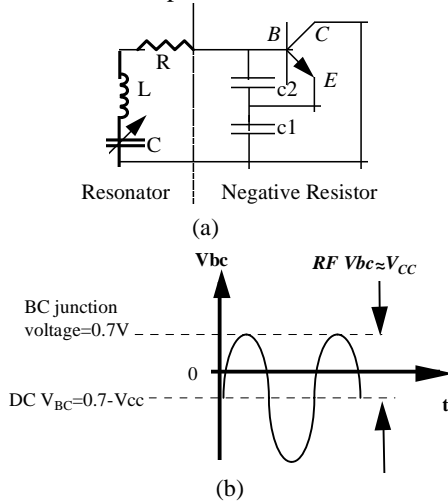 B
C
R
c2
E
L
c1
C
Resonator
Negative Resistor
(a)
Vbc
RF Vbc≈VCC
BC junction
voltage=0.7V
0
DC VBC=0.7-Vcc
t
(b)